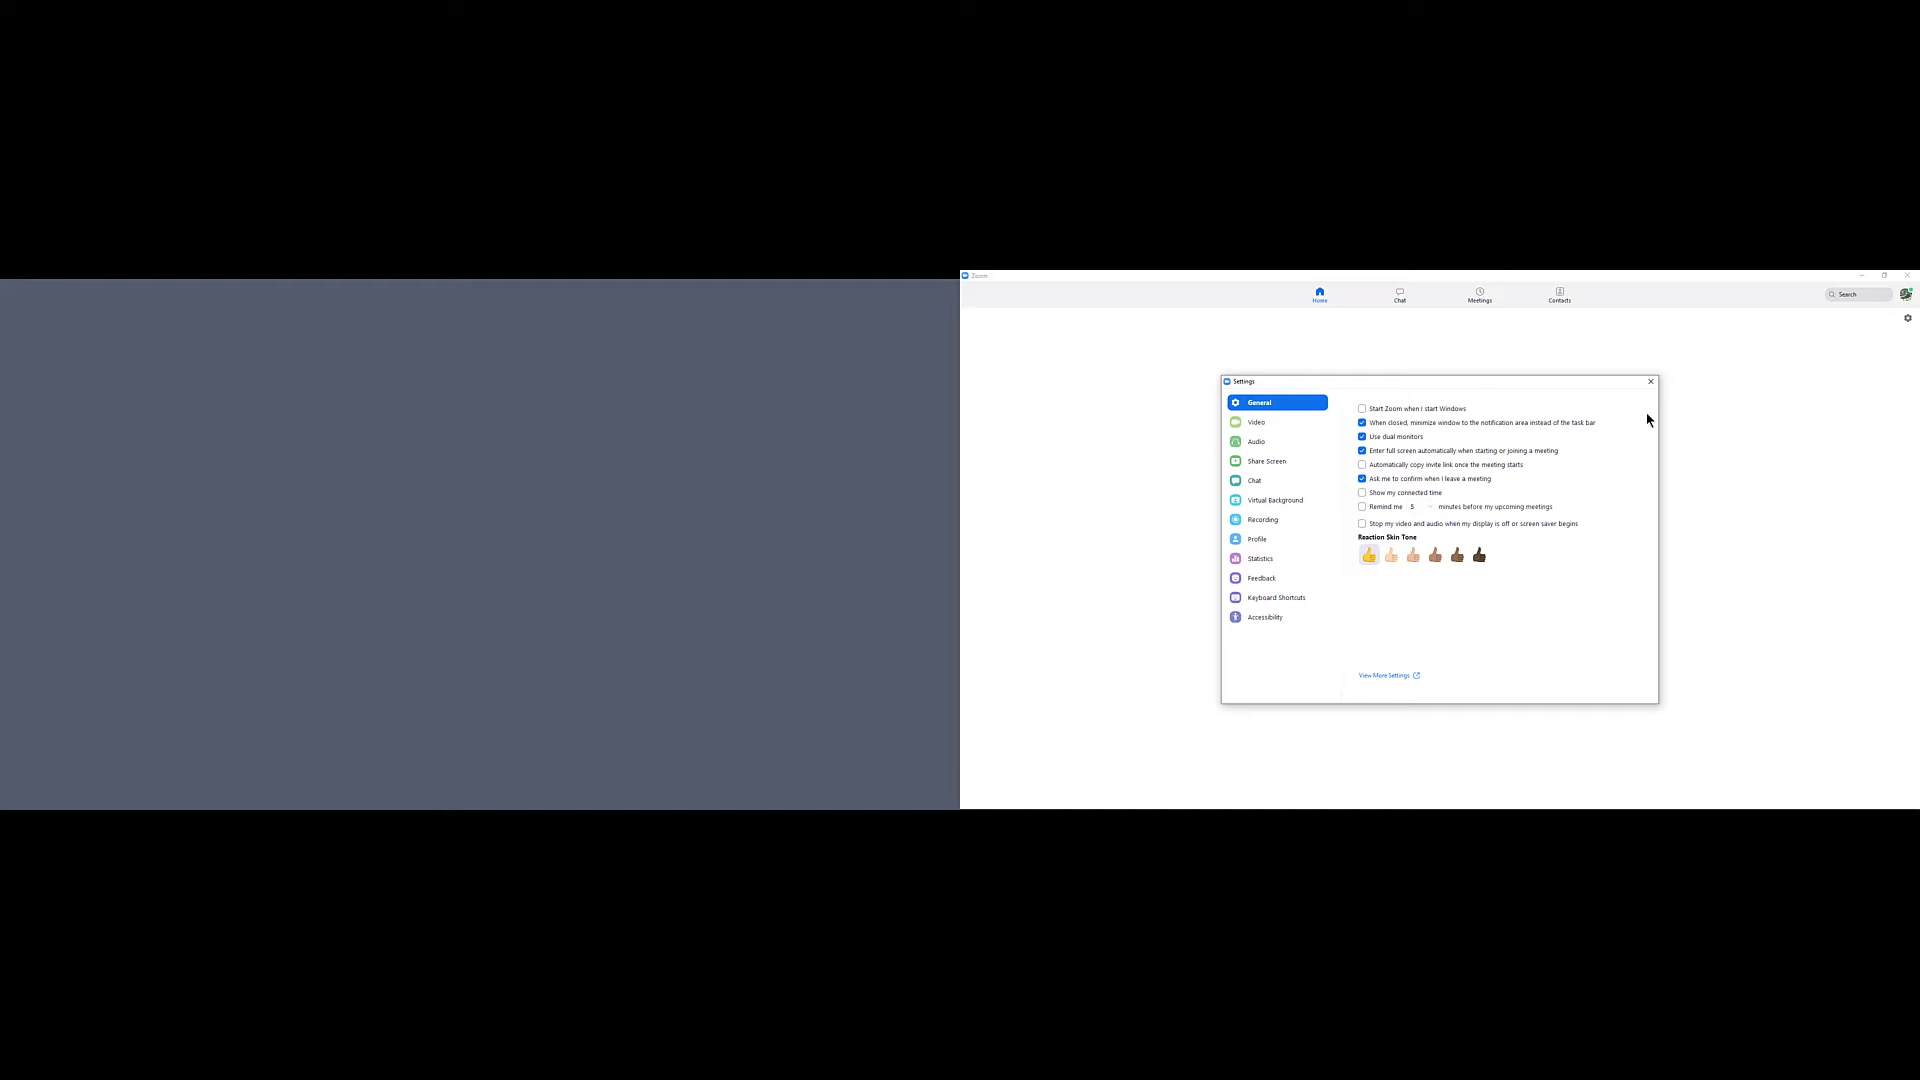 Zoom
Home
Chat
Meetings
Contacts
Search
Settings
General
Video
Audio
Share Screen
Chat
Virtual Background
Recording
Profile
Statistics
Feedback
Keyboard Shortcuts
Accessibility
Start Zoom when I start Windows
When closed, minimize window to the notification area instead of the task bar
Use dual monitors
Enter full screen automatically when starting or joining a meeting
Automatically copy invite link once the meeting starts
Ask me to confirm when I leave a meeting
Show my connected time
Remind me 5 minutes before my upcoming meetings
Stop my video and audio when my display is off or screen saver begins
Reaction Skin Tone
View More Settings